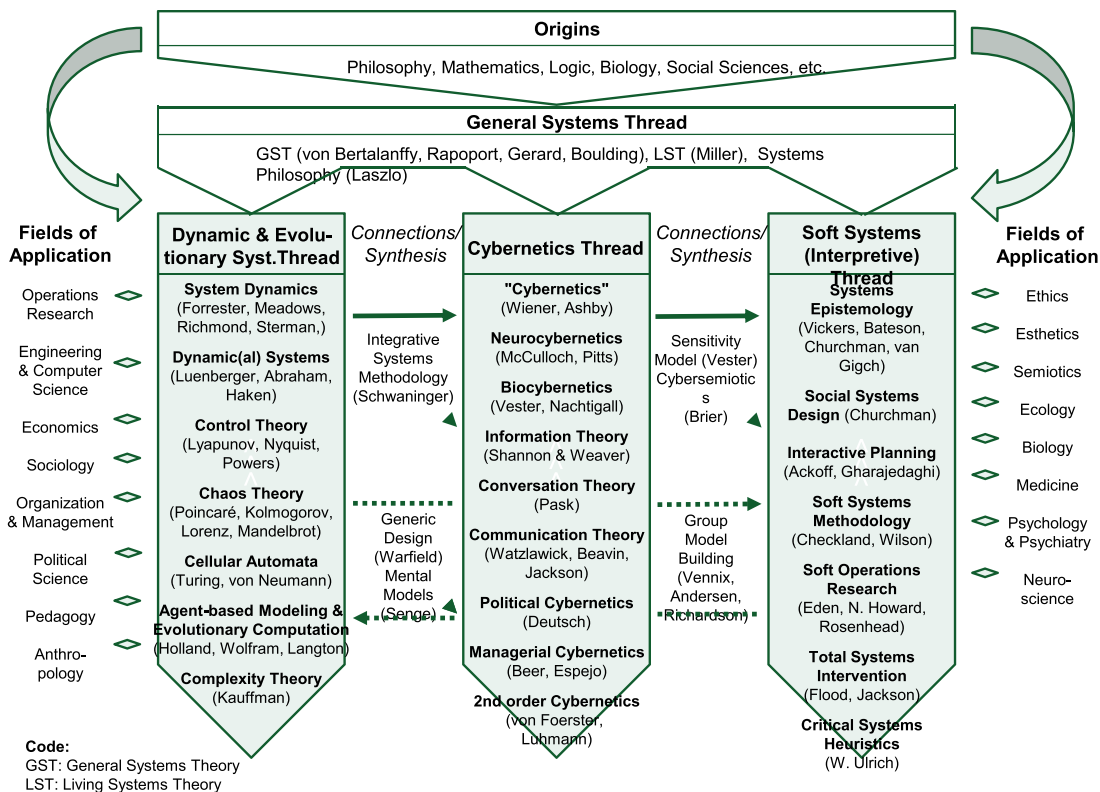 Origins
Philosophy, Mathematics, Logic, Biology, Social Sciences, etc.
General Systems Thread
GST (von Bertalanffy, Rapoport, Gerard, Boulding), LST (Miller), Systems
Philosophy (Laszlo)
Fields of
Application
Operations
Research
Engineering
& Computer
Science
Economics
Sociology
Organization
& Management
Political
Science
Pedagogy
Anthro-
pology
Dynamic & Evolu-
tionary Syst.Thread
System Dynamics
(Forrester, Meadows,
Richmond, Sterman,)
Dynamic(al) Systems
(Luenberger, Abraham,
Haken)
Control Theory
(Lyapunov, Nyquist,
Powers)
Chaos Theory
(Poincaré, Kolmogorov,
Lorenz, Mandelbrot)
Cellular Automata
(Turing, von Neumann)
Agent-based Modeling &
Evolutionary Computation
(Holland, Wolfram, Langton)
Complexity Theory
(Kauffman)
Connections/
Synthesis
Integrative
Systems
Methodology
(Schwaninger)
Generic
Design
(Warfield)
Mental
Models
(Senge)
Cybernetics Thread
"Cybernetics"
(Wiener, Ashby)
Neurocybernetics
(McCulloch, Pitts)
Biocybernetics
(Vester, Nachtigall)
Information Theory
(Shannon & Weaver)
Conversation Theory
(Pask)
Communication Theory
(Watzlawick, Beavin,
Jackson)
Political Cybernetics
(Deutsch)
Managerial Cybernetics
(Beer, Espejo)
2nd order Cybernetics
(von Foerster,
Luhmann)
Connections/
Synthesis
Sensitivity
Model (Vester)
Cybersemiotic
s
(Brier)
Group
Model
Building
(Vennix,
Andersen,
Richardson)
Soft Systems
(Interpretive)
Thread
Systems
Epistemology
(Vickers, Bateson,
Churchman, van
Gigch)
Social Systems
Design (Churchman)
Interactive Planning
(Ackoff, Gharajedaghi)
Soft Systems
Methodology
(Checkland, Wilson)
Soft Operations
Research
(Eden, N. Howard,
Rosenhead)
Total Systems
Intervention
(Flood, Jackson)
Critical Systems
Heuristics
(W. Ulrich)
Fields of
Application
Ethics
Esthetics
Semiotics
Ecology
Biology
Medicine
Psychology
& Psychiatry
Neuro-
science
Code:
GST: General Systems Theory
LST: Living Systems Theory